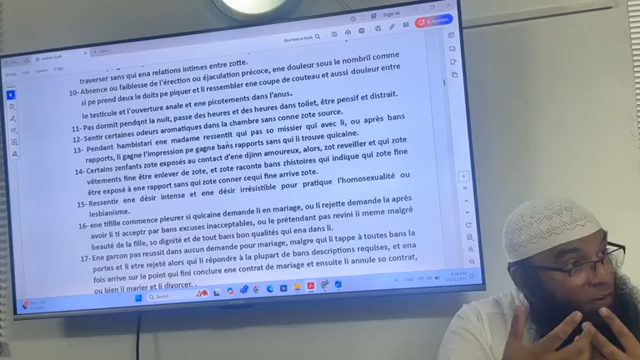 traverser sans qui ena relations intimes entre zotte.
10- Absence ou faiblesse de l'érection ou éjaculation précoce, ene douleur sous le nombril comme
si pe prend deux le doits pe piquer et li ressembler ene coup de couteau et aussi douleur entre
le testicule et l'ouverture anale et ene picotements dans l'anus.
11- Pas dormit pendqnt la nuit, passe des heures et des heures dans toilet, être pensif et distrait.
12- Sentir certaines odeurs aromatiques dans la chambre sans conne zote source.
13- Pendant hambistari ene madame ressentit qui pas so missier qui avec li, ou après bans
rapports, li gagne l'impression pe gagne bans rapports sans qui li trouve quicaine.
14- Certains zenfants zote exposés au contact d'ene djinn amoureux, alors, zot reveiller et qui zote
vêtements fine être enlever de zote, et zote raconte bans zhistoires qui indique qui zote fine
être exposé à ene rapport sans qui zote conner cequi fine arrive zote.
15- Ressentir ene désir intense et ene désir irrésistible pour pratique l'homosexualité ou
lesbianisme.
16- ene tifille commence pleurer si quicaine demande li en mariage, ou li rejette demande la après
avoir li ti acceptr par bans excuses inacceptables, ou le prétendant pas revini li meme malgré
beauté de la fille, so dignité et de tout bans bon qualités qui ena dans li.
17- Ene garcon pas reussit dans aucun demande pour mariage, malgre qui li tappe à toutes bans la
portes et li etre rejeté alors qui li répondre à la plupart de bans descriptions requises, et ena
fois arrive sur le point qui fini conclure ene contrat de mariage et ensuite li annule so contrat,
ou bien li marier et li divorcer.
Search